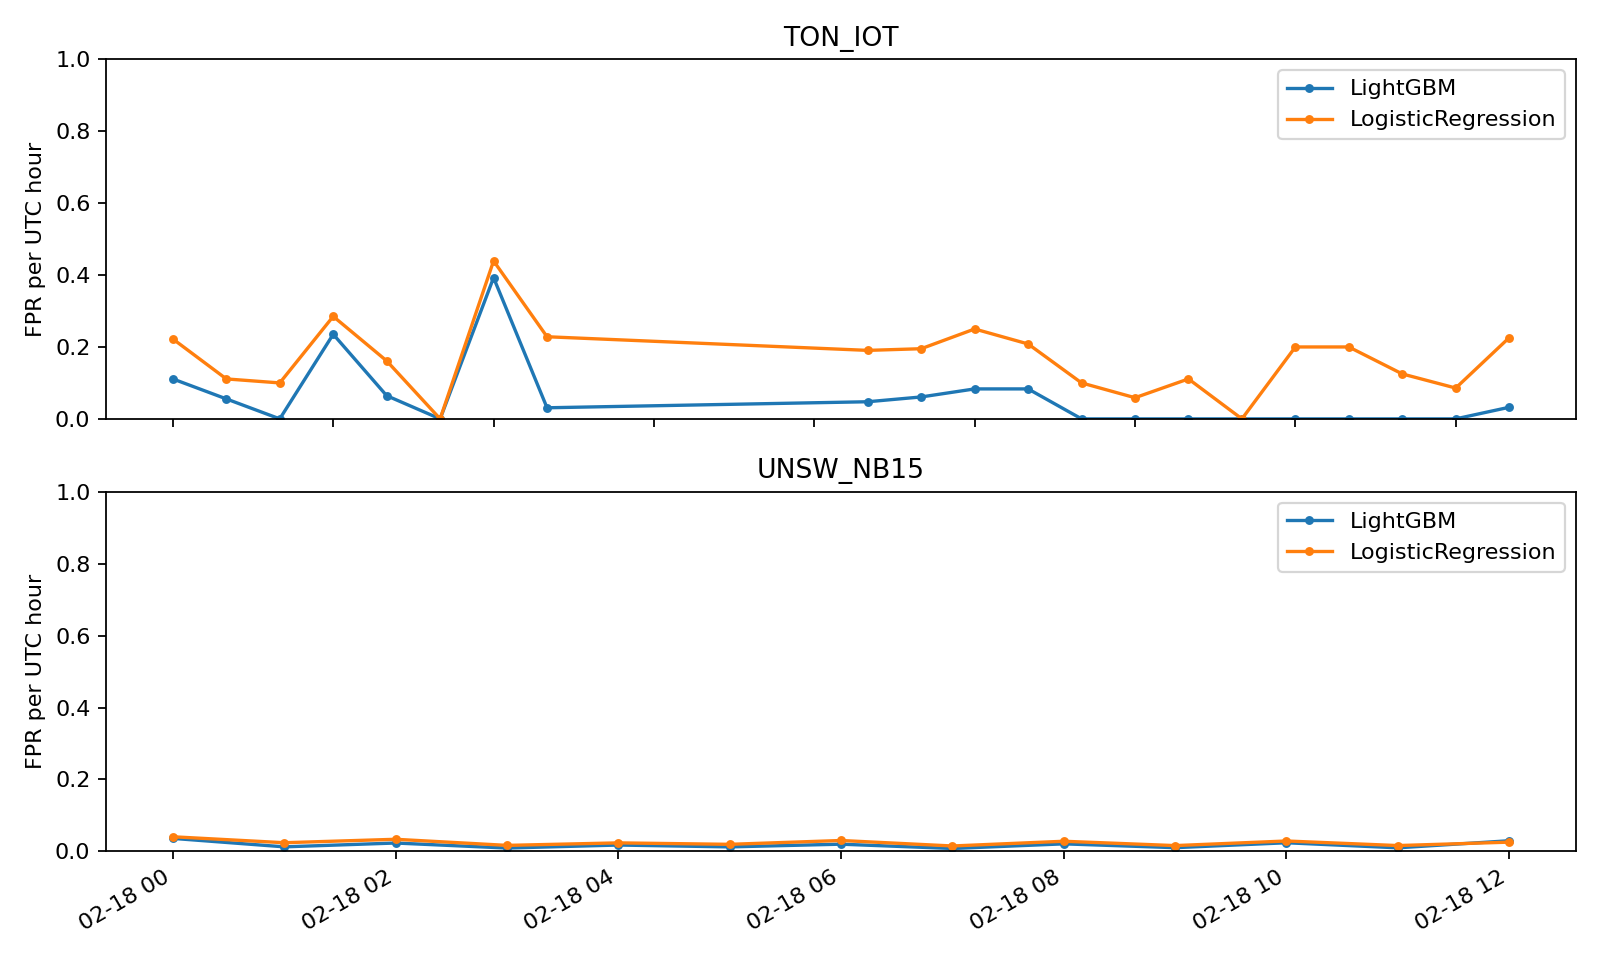 TON_IOT
FPR per UTC hour
1.0
0.8
0.6
0.4
0.2
0.0
LightGBM
LogisticRegression
UNSW_NB15
FPR per UTC hour
1.0
0.8
0.6
0.4
0.2
0.0
LightGBM
LogisticRegression
02-18 00
02-18 02
02-18 04
02-18 06
02-18 08
02-18 10
02-18 12